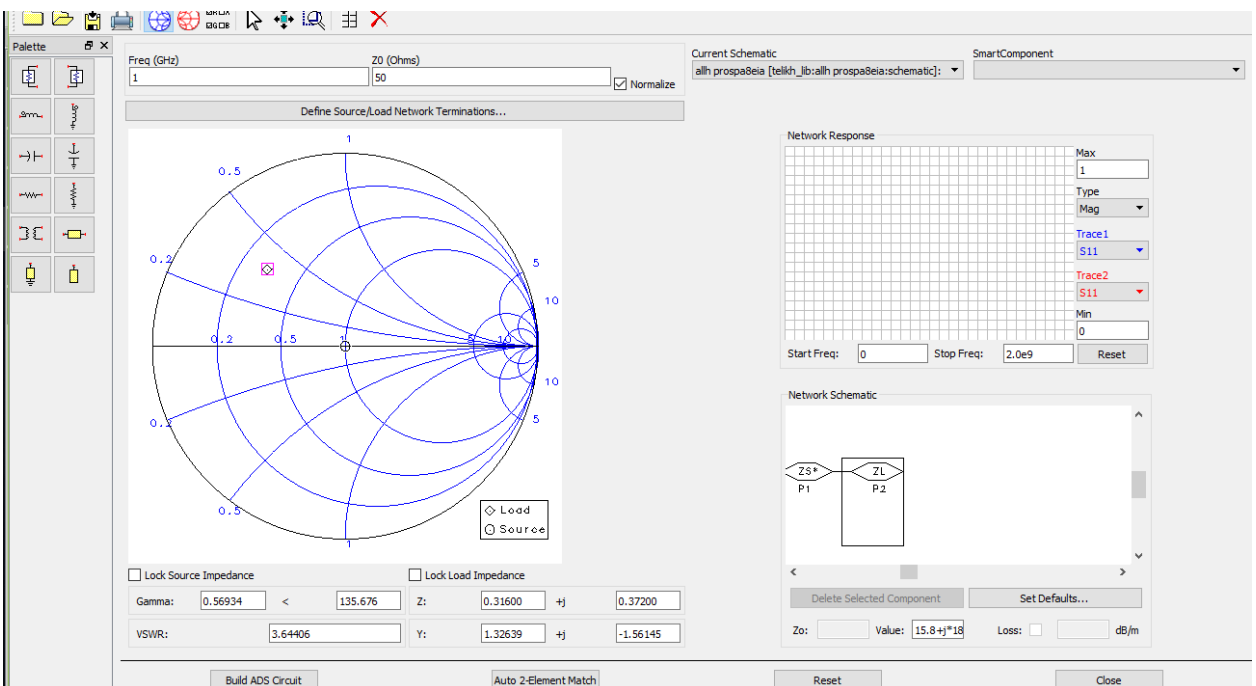 Palette
Freq (GHz)
1
Z0 (Ohms)
50
Normalize
Define Source/Load Network Terminations...
Current Schematic
allh prospa8eia [telikh_lib:allh prospa8eia:schematic]:
SmartComponent
1
0.5
0.2
5
10
0.2 0.5 1 5 10
10
5
0.2
0.5
1
Load
Source
Network Response
Max
1
Type
Mag
Trace1
S11
Trace2
S11
Min
0
Start Freq: 0 Stop Freq: 2.0e9 Reset
Network Schematic
ZS* ZL
P1 P2
Delete Selected Component Set Defaults...
Zo: Value: 15.8+j*18 Loss: dB/m
Lock Source Impedance Lock Load Impedance
Gamma: 0.56934 < 135.676 Z: 0.31600 +j 0.37200
VSWR: 3.64406 Y: 1.32639 +j -1.56145
Build ADS Circuit Auto 2-Element Match Reset Close